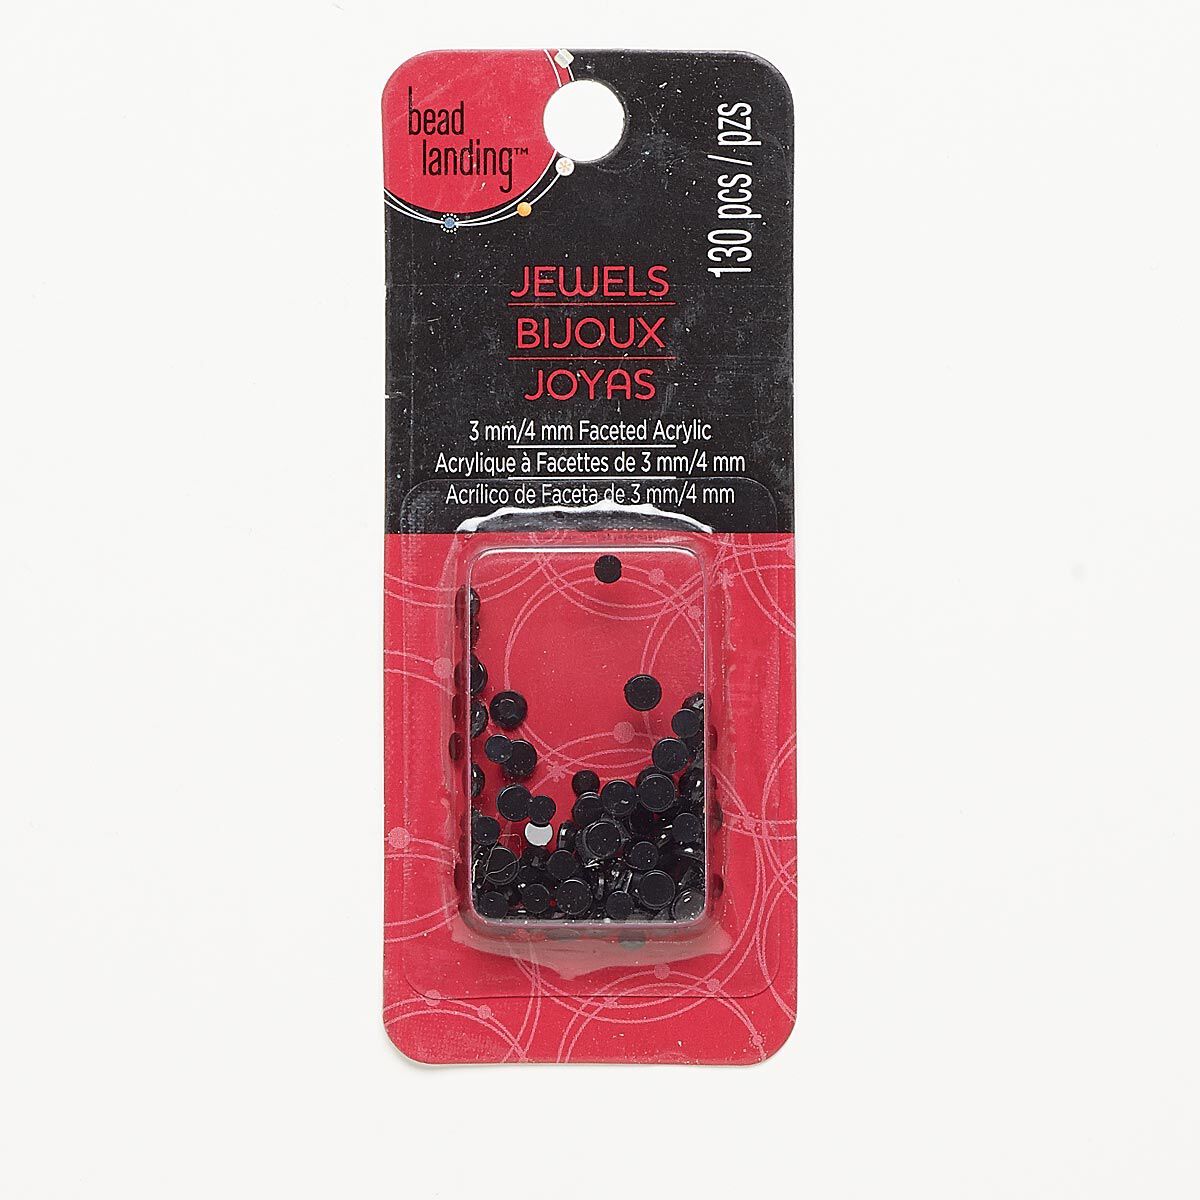 bead
landing™
130 pcs / pzs
JEWELS
BIJOUX
JOYAS
3 mm/4 mm Faceted Acrylic
Acrylique à Facettes de 3 mm/4 mm
Acrílico de Faceta de 3 mm/4 mm